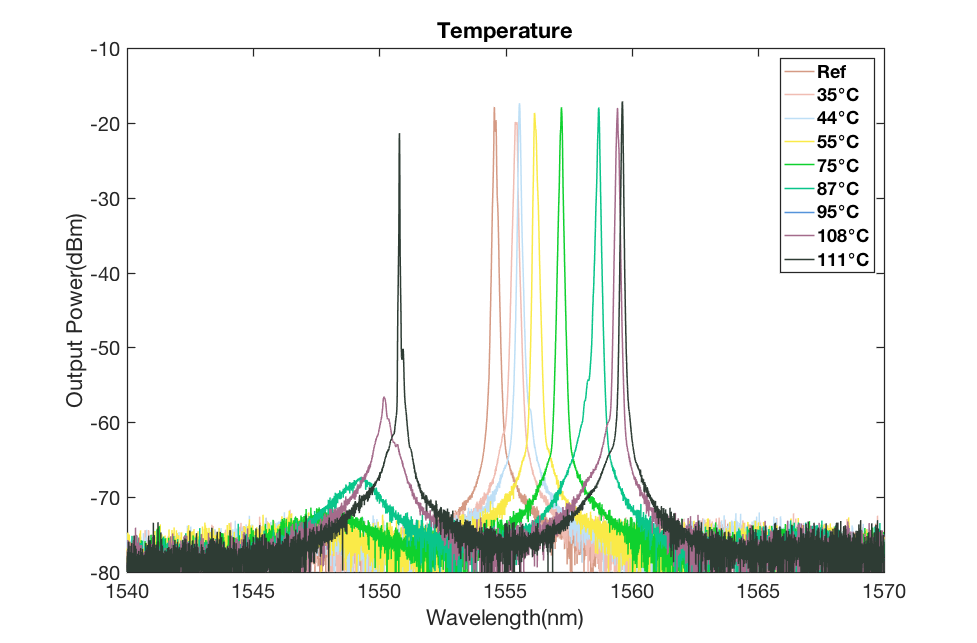 Temperature
Output Power(dBm)
-10
-20
-30
-40
-50
-60
-70
-80
1540
1545
1550
1555
1560
1565
1570
Wavelength(nm)
Ref
35°C
44°C
55°C
75°C
87°C
95°C
108°C
111°C